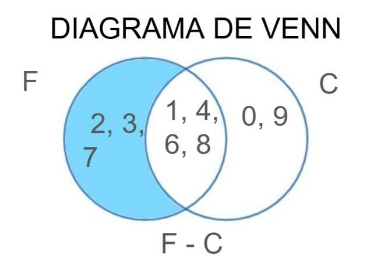 DIAGRAMA DE VENN
F
C
2, 3,
7
1, 4,
6, 8
0, 9
F - C